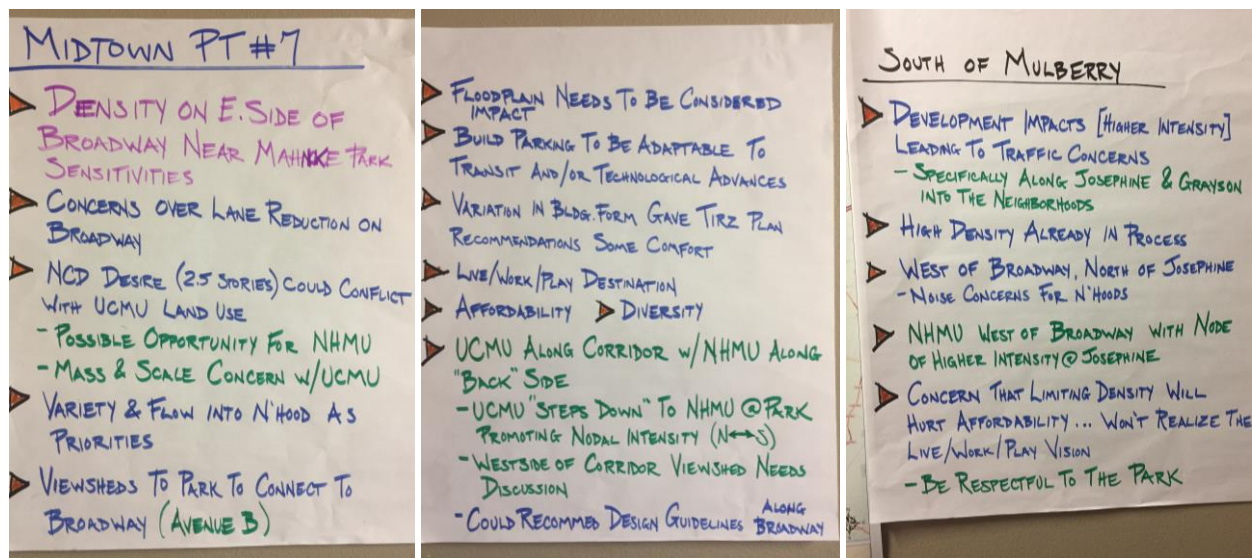 MIDTOWN PT #7
DENSITY ON E. SIDE OF
BROADWAY NEAR MAHNKE PARK
SENSITIVITIES
CONCERNS OVER LANE REDUCTION ON
BROADWAY
NCD DESIRE (2.5 STORIES) COULD CONFLICT
WITH UCMU LAND USE
- POSSIBLE OPPORTUNITY FOR NHMU
- MASS & SCALE CONCERN W/UCMU
VARIETY & FLOW INTO N'HOOD AS
PRIORITIES
VIEWSHEDS TO PARK TO CONNECT TO
BROADWAY (AVENUE B)
FLOODPLAIN NEEDS TO BE CONSIDERED
IMPACT
BUILD PARKING TO BE ADAPTABLE TO
TRANSIT AND/OR TECHNOLOGICAL ADVANCES
VARIATION IN BLDG. FORM GAVE TIRZ PLAN
RECOMMENDATIONS SOME COMFORT
LIVE/WORK/PLAY DESTINATION
AFFORDABILITY DIVERSITY
UCMU ALONG CORRIDOR W/NHMU ALONG
"BACK" SIDE
- UCMU "STEPS DOWN" TO NHMU @ PARK
PROMOTING NODAL INTENSITY (N↔S)
- WESTSIDE OF CORRIDOR VIEWSHED NEEDS
DISCUSSION
- COULD RECOMMED DESIGN GUIDELINES ALONG
BROADWAY
SOUTH OF MULBERRY
DEVELOPMENT IMPACTS [HIGHER INTENSITY]
LEADING TO TRAFFIC CONCERNS
- SPECIFICALLY ALONG JOSEPHINE & GRAYSON
INTO THE NEIGHBORHOODS
HIGH DENSITY ALREADY IN PROCESS
WEST OF BROADWAY, NORTH OF JOSEPHINE
- NOISE CONCERNS FOR N'HOODS
NHMU WEST OF BROADWAY WITH NODE
OF HIGHER INTENSITY @ JOSEPHINE
CONCERN THAT LIMITING DENSITY WILL
HURT AFFORDABILITY... WON'T REALIZE THE
LIVE/WORK/PLAY VISION
- BE RESPECTFUL TO THE PARK